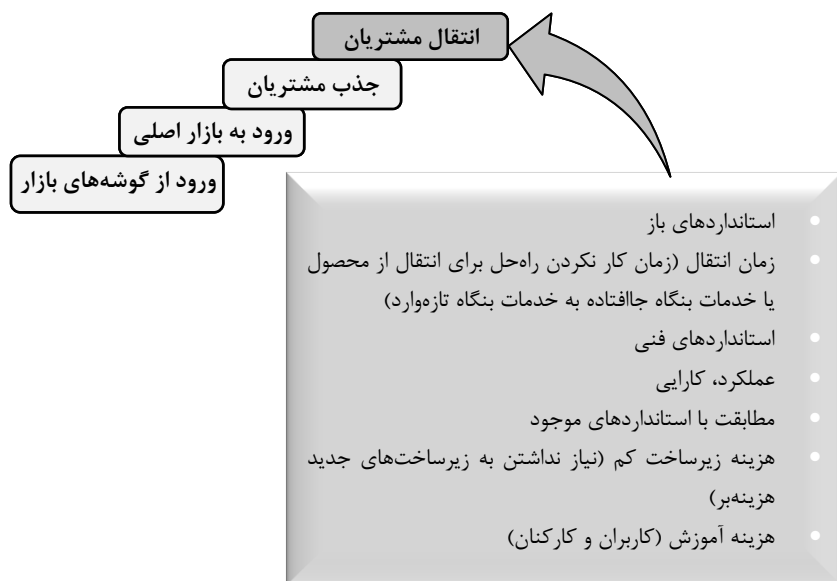 انتقال مشتریان
جذب مشتریان
ورود به بازار اصلی
ورود از گوشه‌های بازار
• استانداردهای باز
• زمان انتقال (زمان کار نکردن راه‌حل برای انتقال از محصول
یا خدمات بنگاه جاافتاده به خدمات بنگاه تازه‌وارد)
• استانداردهای فنی
• عملکرد، کارایی
• مطابقت با استانداردهای موجود
• هزینه زیرساخت کم (نیاز نداشتن به زیرساخت‌های جدید
هزینه‌بر)
• هزینه آموزش (کاربران و کارکنان)